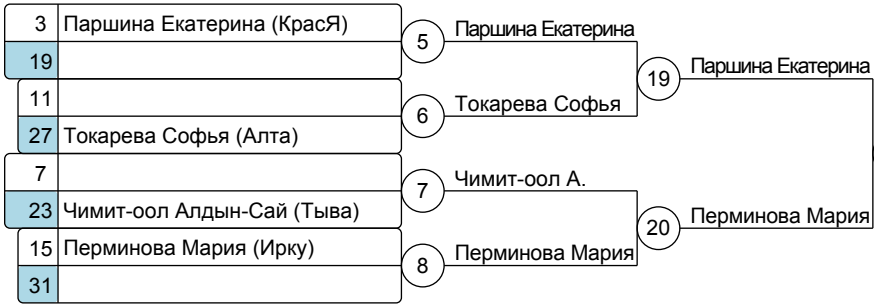 3 Паршина Екатерина (КрасЯ)
19
11
27 Токарева Софья (Алта)
7
23 Чимит-оол Алдын-Сай (Тыва)
15 Перминова Мария (Ирку)
31
5 Паршина Екатерина
6 Токарева Софья
7 Чимит-оол А.
8 Перминова Мария
19 Паршина Екатерина
20 Перминова Мария